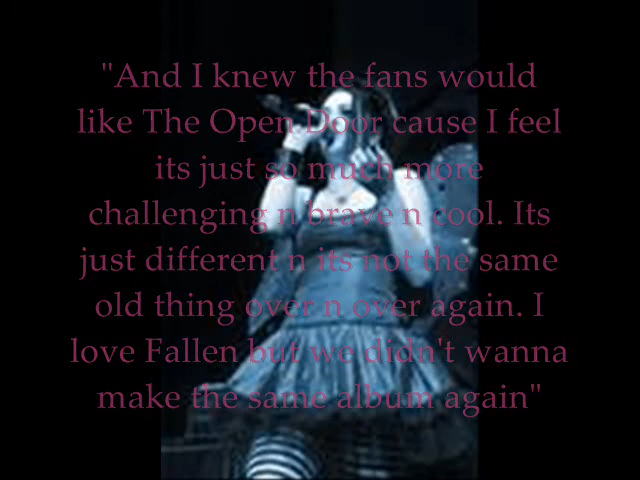 "And I knew the fans would
like The Open Door cause I feel
its just so much more
challenging n brave n cool. Its
just different n its not the same
old thing over n over again. I
love Fallen but we didn't wanna
make the same album again"